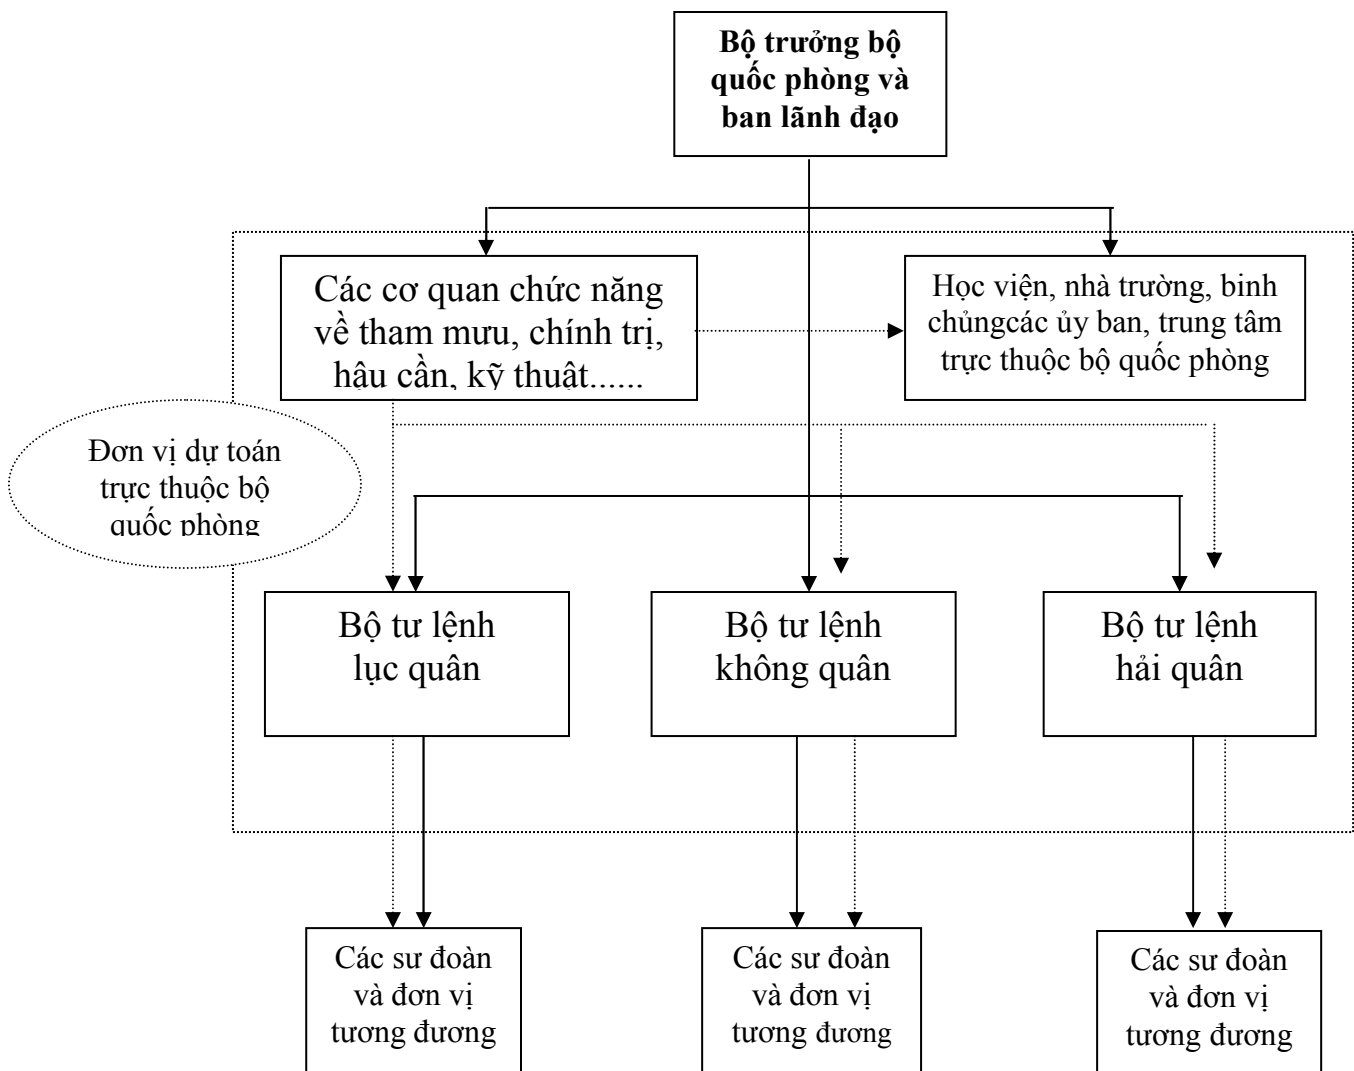 Bộ trưởng bộ
quốc phòng và
ban lãnh đạo
Các cơ quan chức năng
về tham mưu, chính trị,
hậu cần, kỹ thuật......
Học viện, nhà trường, binh
chủngcác ủy ban, trung tâm
trực thuộc bộ quốc phòng
Đơn vị dự toán
trực thuộc bộ
quốc phòng
Bộ tư lệnh
lục quân
Bộ tư lệnh
không quân
Bộ tư lệnh
hải quân
Các sư đoàn
và đơn vị
tương đương
Các sư đoàn
và đơn vị
tương đương
Các sư đoàn
và đơn vị
tương đương